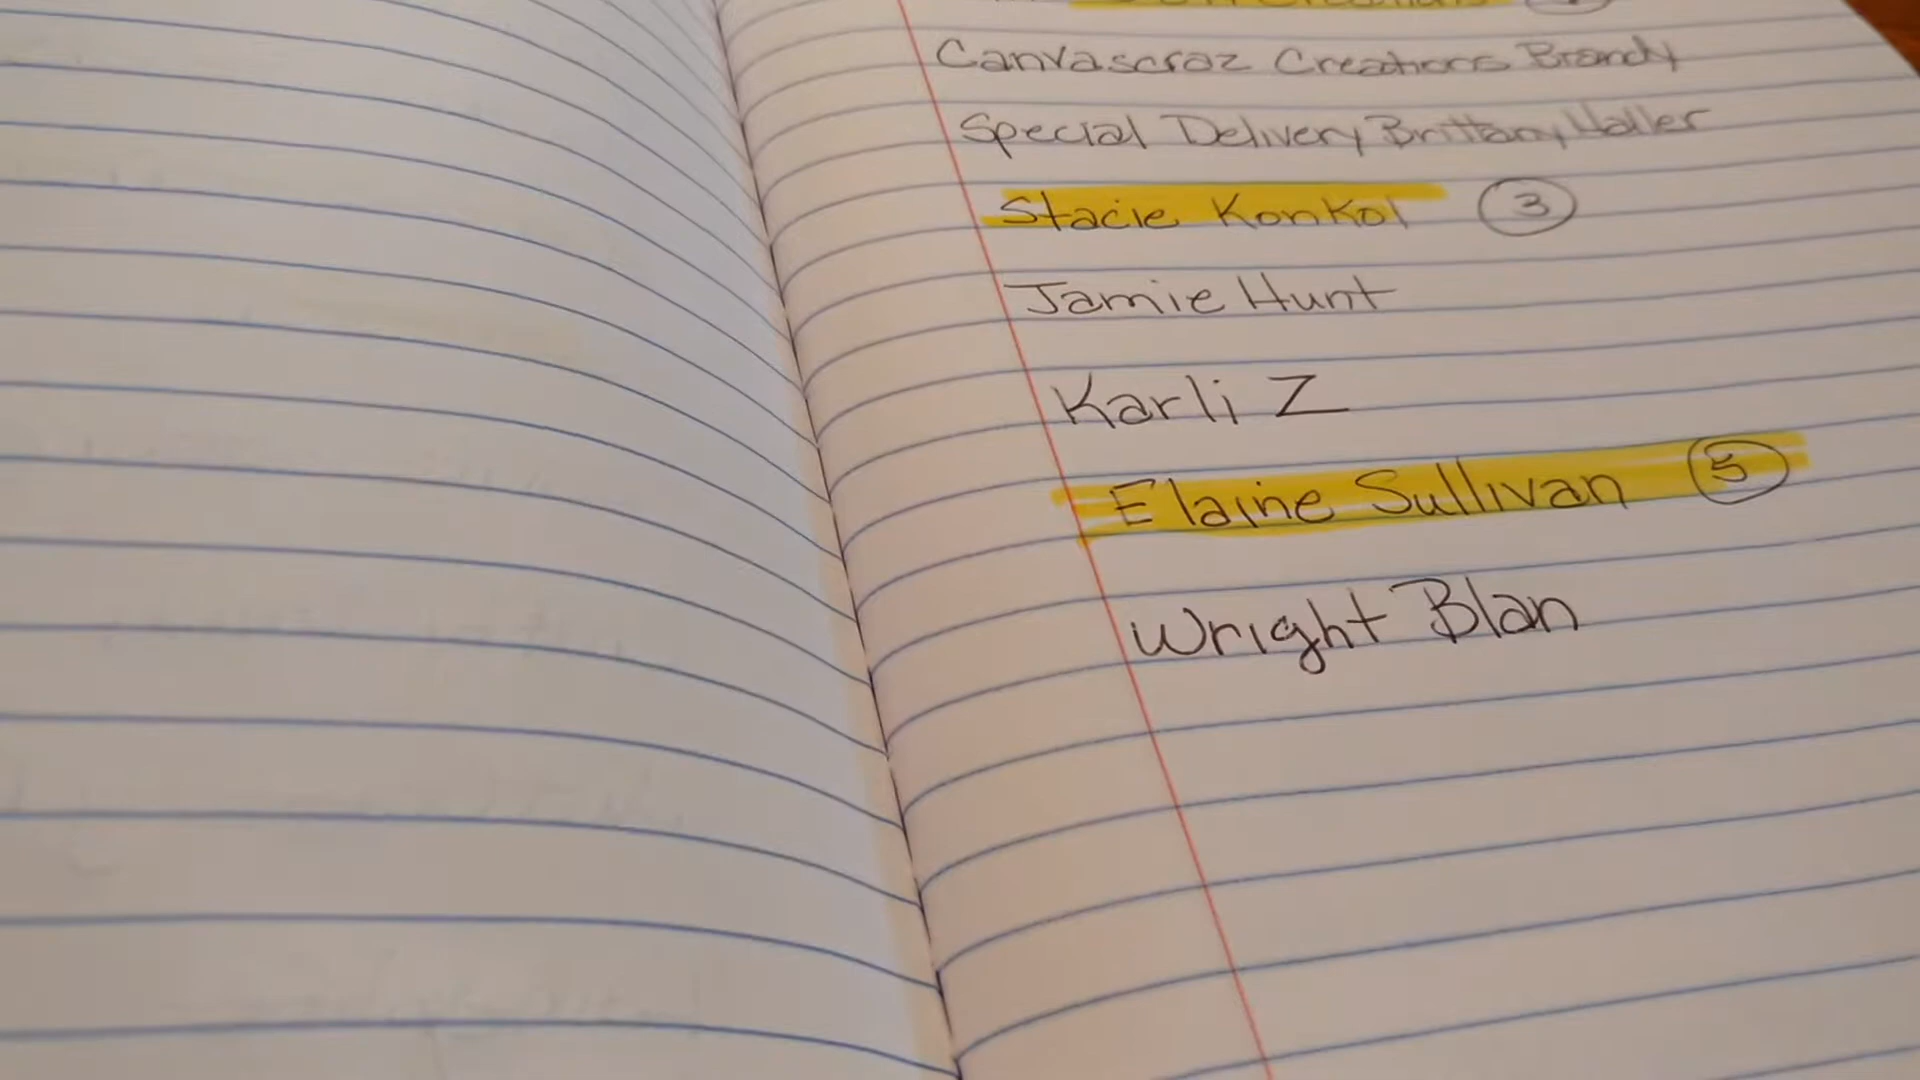 Canvascraz Creations Brandy
Special Delivery Brittany Haller
Stacie Konkol 3
Jamie Hunt
Karli Z
Elaine Sullivan 5
Wright Blan